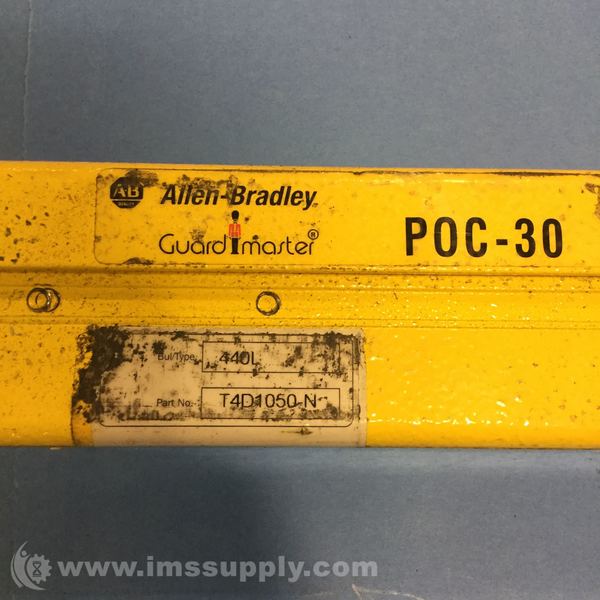 AB
Allen-Bradley
Guardmaster®
POC-30
Bul/Type. 440L
Part No. T4D1050-N
www.imssupply.com